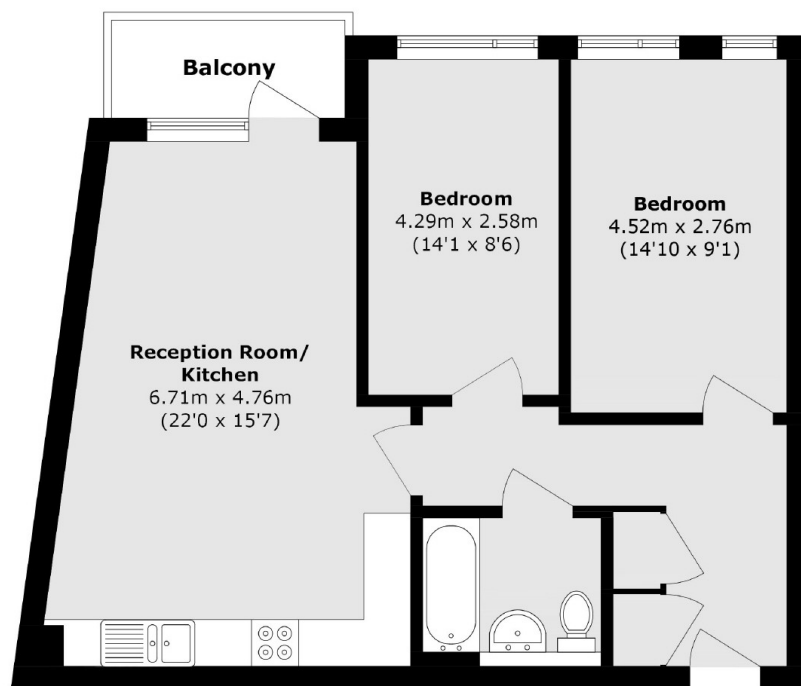 Balcony
Bedroom
4.29m x 2.58m
(14'1 x 8'6)
Bedroom
4.52m x 2.76m
(14'10 x 9'1)
Reception Room/
Kitchen
6.71m x 4.76m
(22'0 x 15'7)